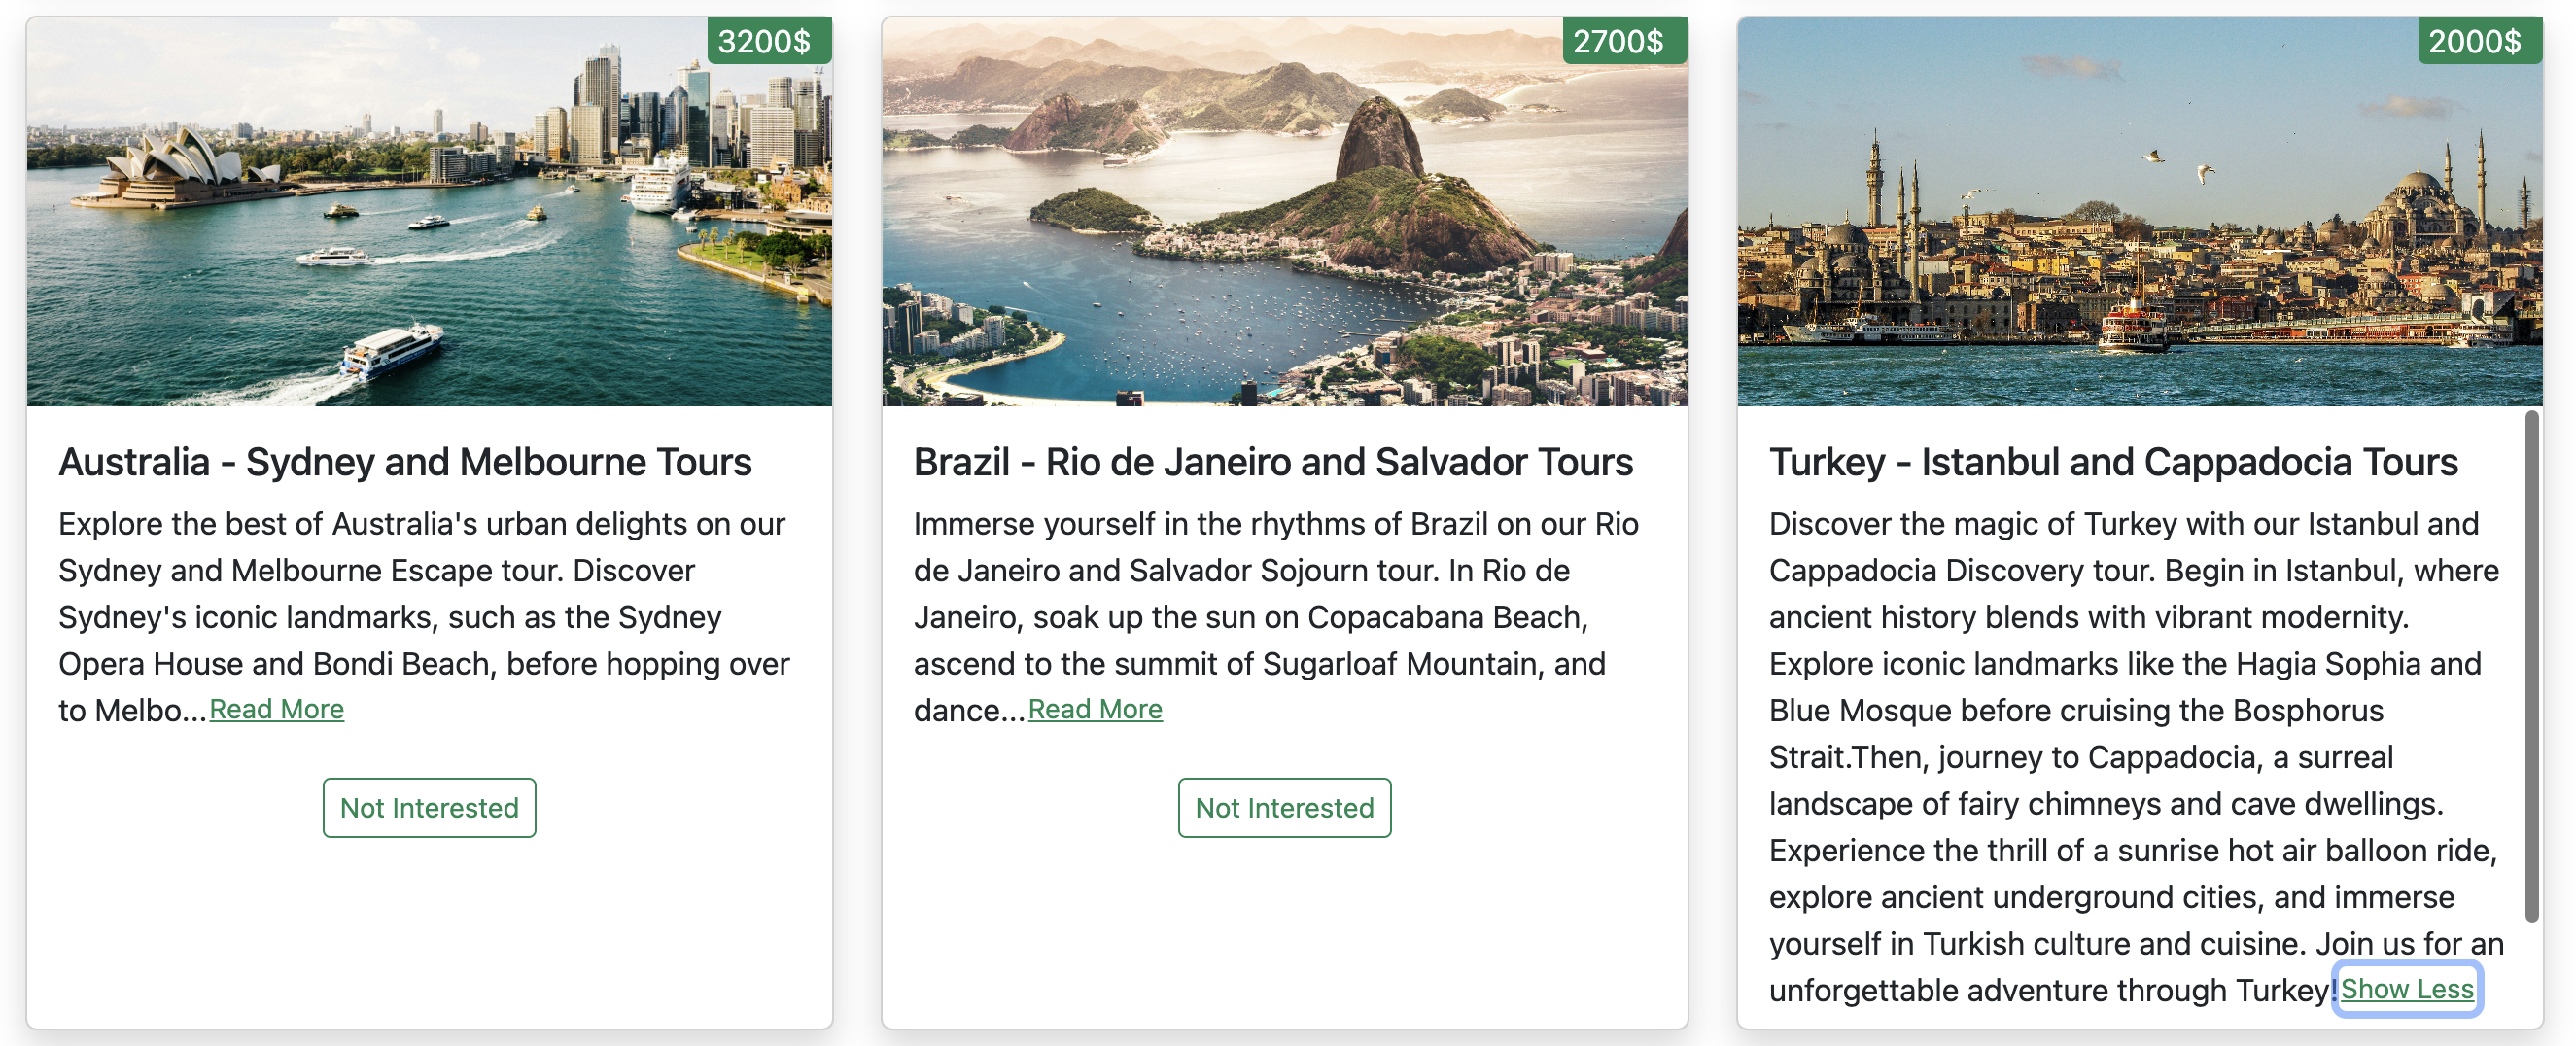 3200$
Australia - Sydney and Melbourne Tours
Explore the best of Australia's urban delights on our
Sydney and Melbourne Escape tour. Discover
Sydney's iconic landmarks, such as the Sydney
Opera House and Bondi Beach, before hopping over
to Melbo...Read More
Not Interested
2700$
Brazil - Rio de Janeiro and Salvador Tours
Immerse yourself in the rhythms of Brazil on our Rio
de Janeiro and Salvador Sojourn tour. In Rio de
Janeiro, soak up the sun on Copacabana Beach,
ascend to the summit of Sugarloaf Mountain, and
dance...Read More
Not Interested
2000$
Turkey - Istanbul and Cappadocia Tours
Discover the magic of Turkey with our Istanbul and
Cappadocia Discovery tour. Begin in Istanbul, where
ancient history blends with vibrant modernity.
Explore iconic landmarks like the Hagia Sophia and
Blue Mosque before cruising the Bosphorus
Strait.Then, journey to Cappadocia, a surreal
landscape of fairy chimneys and cave dwellings.
Experience the thrill of a sunrise hot air balloon ride,
explore ancient underground cities, and immerse
yourself in Turkish culture and cuisine. Join us for an
unforgettable adventure through Turkey!Show Less